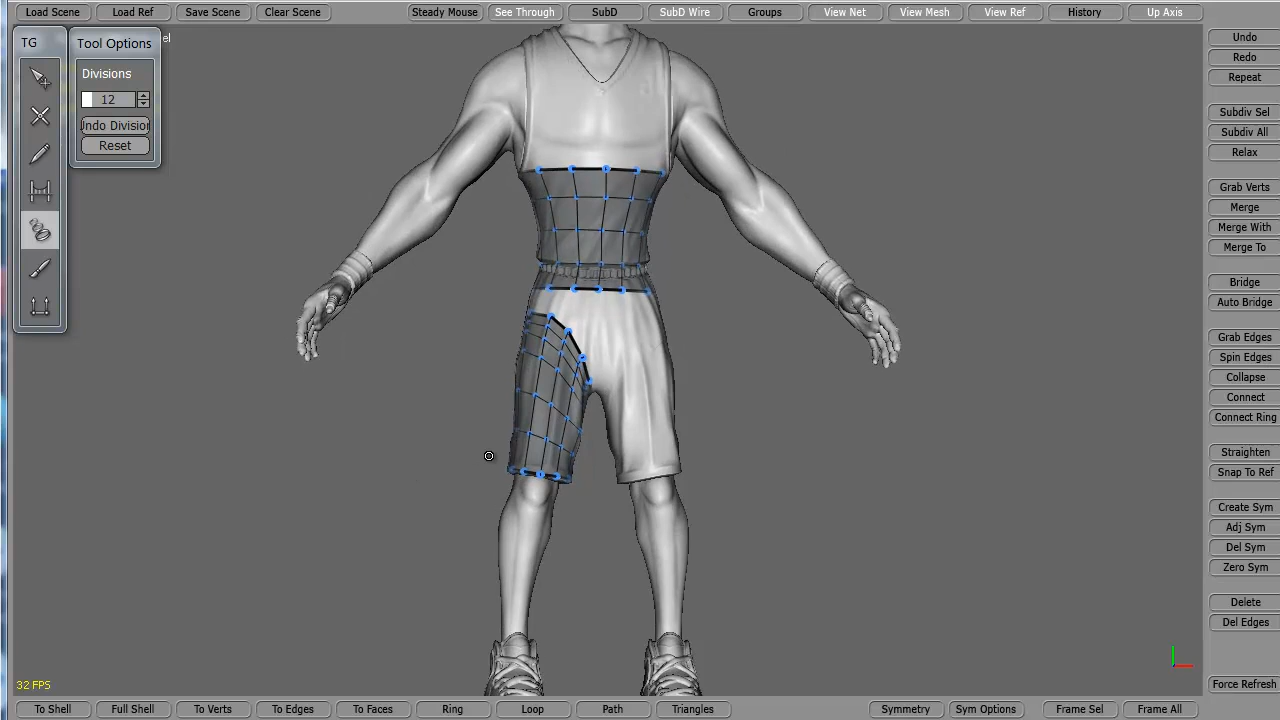 Load Scene Load Ref Save Scene Clear Scene Steady Mouse See Through SubD SubD Wire Groups View Net View Mesh View Ref History Up Axis
TG
Tool Options
el
Divisions
12
Undo Division
Reset
Undo
Redo
Repeat
Subdiv Sel
Subdiv All
Relax
Grab Verts
Merge
Merge With
Merge To
Bridge
Auto Bridge
Grab Edges
Spin Edges
Collapse
Connect
Connect Ring
Straighten
Snap To Ref
Create Sym
Adj Sym
Del Sym
Zero Sym
Delete
Del Edges
Force Refresh
32 FPS
To Shell Full Shell To Verts To Edges To Faces Ring Loop Path Triangles Symmetry Sym Options Frame Sel Frame All